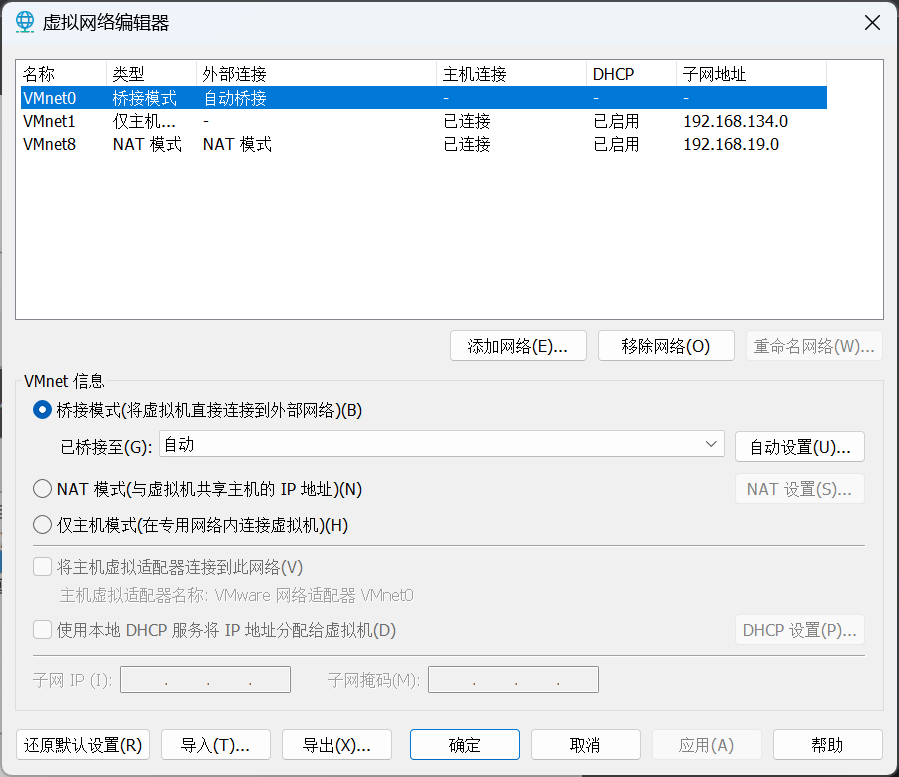 虚拟网络编辑器
名称 类型 外部连接 主机连接 DHCP 子网地址
VMnet0 桥接模式 自动桥接 - - -
VMnet1 仅主机... - 已连接 已启用 192.168.134.0
VMnet8 NAT 模式 NAT 模式 已连接 已启用 192.168.19.0
添加网络(E)... 移除网络(O) 重命名网络(W)...
VMnet 信息
桥接模式(将虚拟机直接连接到外部网络)(B)
已桥接至(G): 自动 自动设置(U)...
NAT 模式(与虚拟机共享主机的 IP 地址)(N) NAT 设置(S)...
仅主机模式(在专用网络内连接虚拟机)(H)
将主机虚拟适配器连接到此网络(V)
主机虚拟适配器名称: VMware 网络适配器 VMnet0
使用本地 DHCP 服务将 IP 地址分配给虚拟机(D) DHCP 设置(P)...
子网 IP (I): . . . 子网掩码(M): . . .
还原默认设置(R) 导入(T)... 导出(X)... 确定 取消 应用(A) 帮助